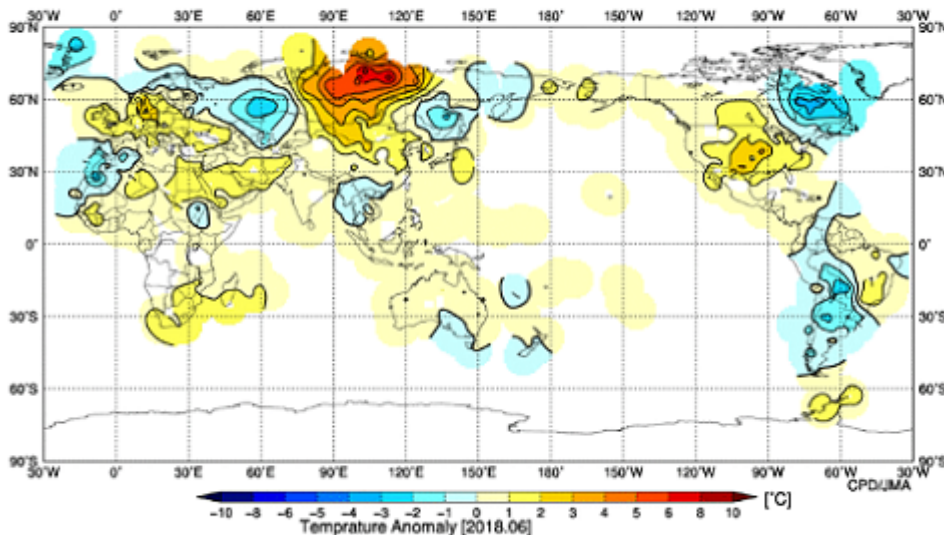 30°W 0° 30°E 60°E 90°E 120°E 150°E 180° 150°W 120°W 90°W 60°W 30°W
90°N 90°N
60°N 60°N
30°N 30°N
0° 0°
30°S 30°S
60°S 60°S
90°S 90°S
30°W 0° 30°E 60°E 90°E 120°E 150°E 180° 150°W 120°W 90°W 60°W 30°W
CPD/JMA
-10 -8 -6 -5 -4 -3 -2 -1 0 1 2 3 4 5 6 8 10 [°C]
Temprature Anomaly [2018.06]